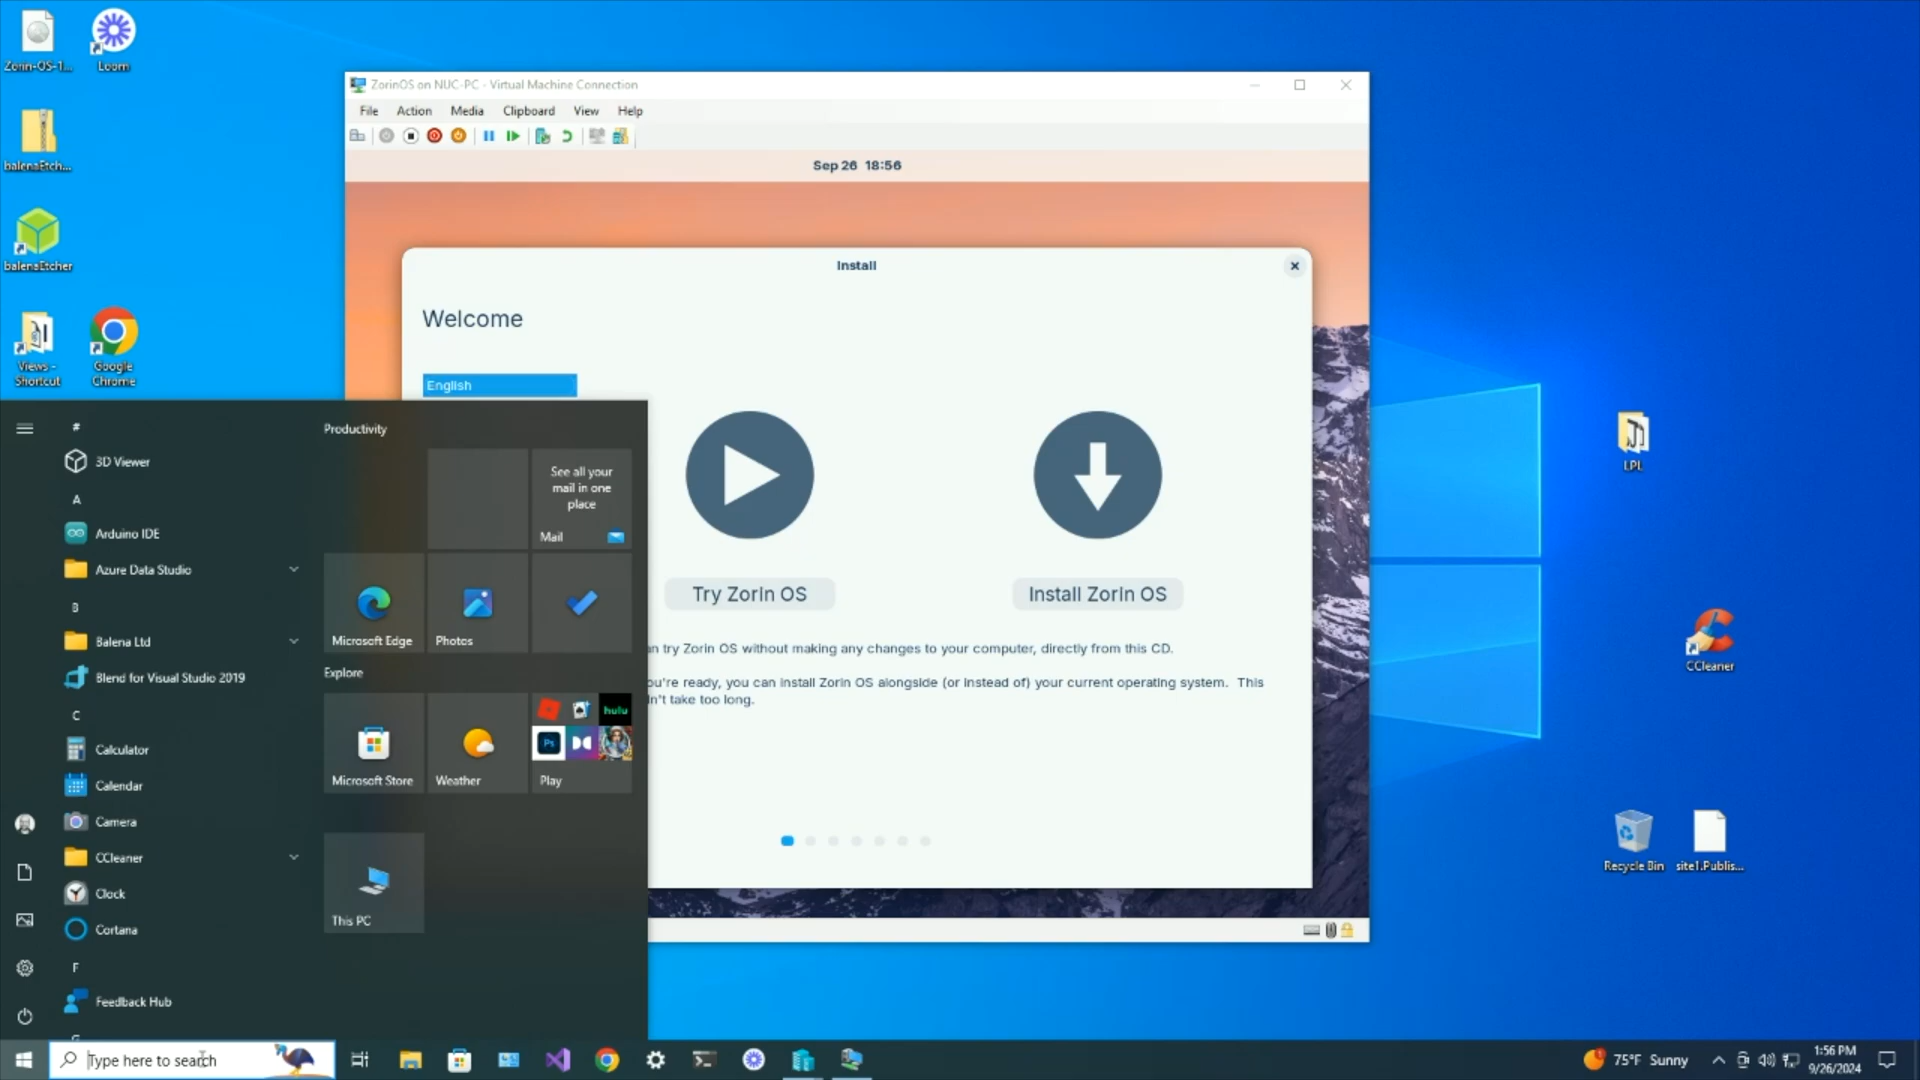 Zorin-OS-1...
Loom
balenaEtch...
balenaEtcher
Views -
Shortcut
Google
Chrome
ZorinOS on NUC-PC - Virtual Machine Connection
File Action Media Clipboard View Help
Sep 26 18:56
Install
Welcome
English
Try Zorin OS
Install Zorin OS
n try Zorin OS without making any changes to your computer, directly from this CD.
ou're ready, you can install Zorin OS alongside (or instead of) your current operating system. This
n't take too long.
#
3D Viewer
A
Arduino IDE
Azure Data Studio
B
Balena Ltd
Blend for Visual Studio 2019
C
Calculator
Calendar
Camera
CCleaner
Clock
Cortana
F
Feedback Hub
Productivity
See all your
mail in one
place
Mail
Microsoft Edge
Photos
Explore
Microsoft Store
Weather
hulu
Ps
Play
This PC
LPL
CCleaner
Recycle Bin
site1.Publis...
Type here to search
75°F Sunny
1:56 PM
9/26/2024